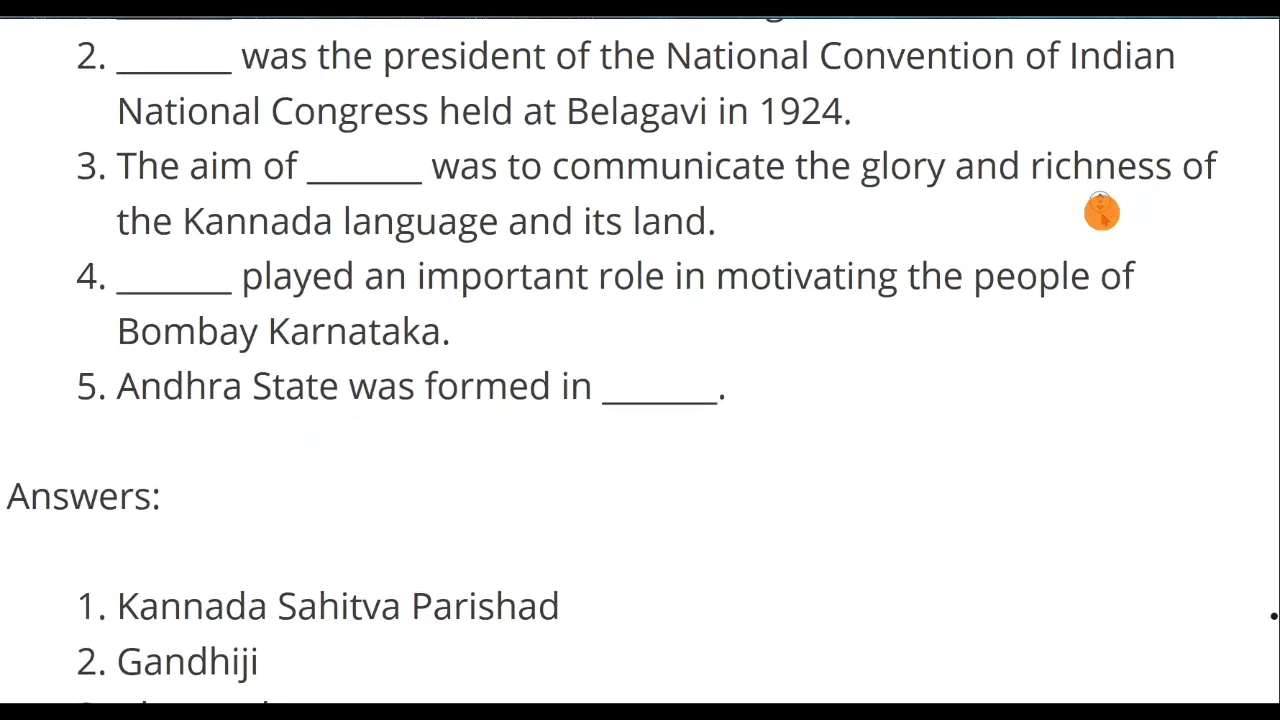 2. _______ was the president of the National Convention of Indian
National Congress held at Belagavi in 1924.
3. The aim of _______ was to communicate the glory and richness of
the Kannada language and its land.
4. _______ played an important role in motivating the people of
Bombay Karnataka.
5. Andhra State was formed in _______.
Answers:
1. Kannada Sahitva Parishad
2. Gandhiji